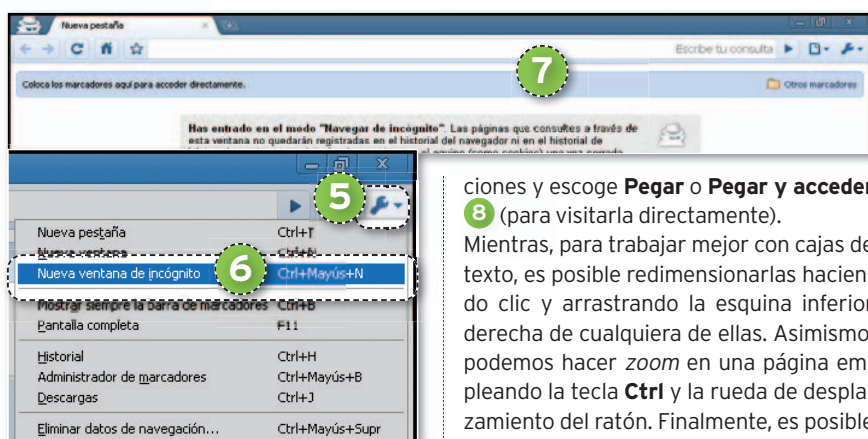 Nueva pestaña
Escribe tu consulta
7
Coloca los marcadores aquí para acceder directamente.
Otros marcadores
Has entrado en el modo "Navegar de incógnito". Las páginas que consultes a través de
esta ventana no quedarán registradas en el historial del navegador ni en el historial de
5
Nueva pestaña Ctrl+T
Nueva ventana Ctrl+N
Nueva ventana de incógnito 6 Ctrl+Mayús+N
Mostrar siempre la barra de marcadores Ctrl+B
Pantalla completa F11
Historial Ctrl+H
Administrador de marcadores Ctrl+Mayús+B
Descargas Ctrl+J
Eliminar datos de navegación... Ctrl+Mayús+Supr
ciones y escoge Pegar o Pegar y acceder
8 (para visitarla directamente).
Mientras, para trabajar mejor con cajas de
texto, es posible redimensionarlas hacien
do clic y arrastrando la esquina inferior
derecha de cualquiera de ellas. Asimismo
podemos hacer zoom en una página em
pleando la tecla Ctrl y la rueda de despla
zamiento del ratón. Finalmente, es posible